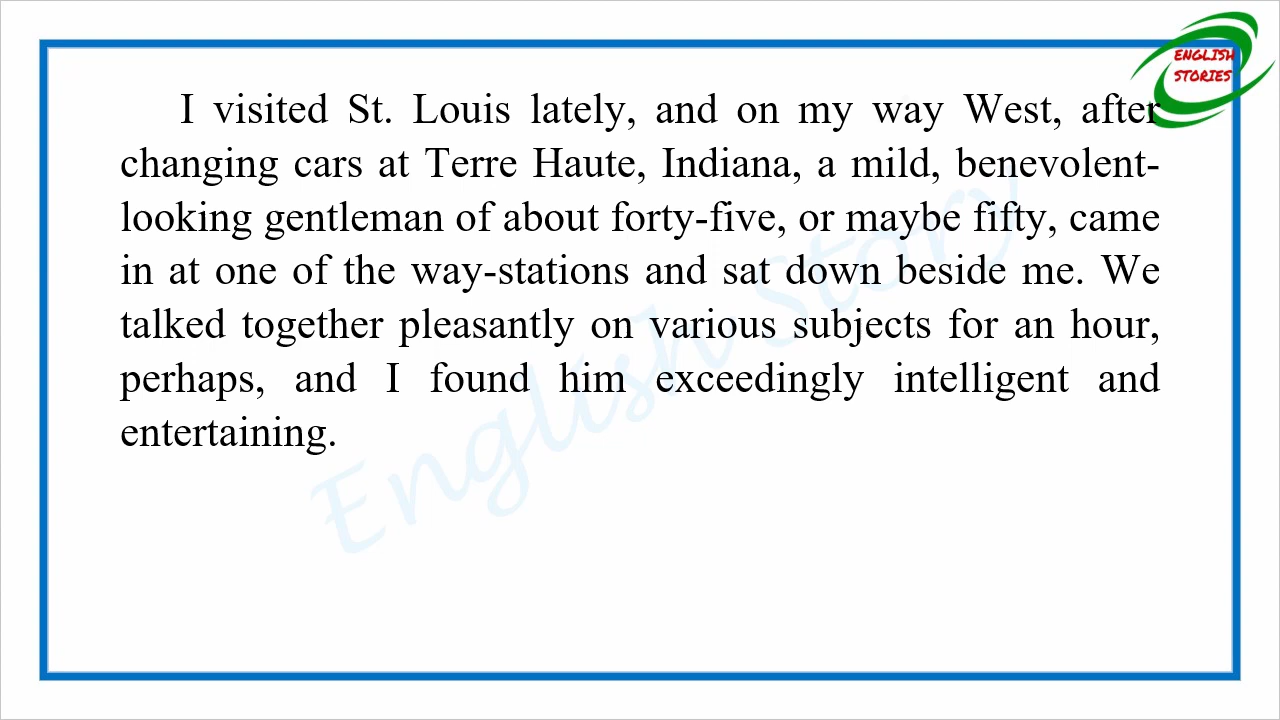 ENGLISH
STORIES
I visited St. Louis lately, and on my way West, after
changing cars at Terre Haute, Indiana, a mild, benevolent-
looking gentleman of about forty-five, or maybe fifty, came
in at one of the way-stations and sat down beside me. We
talked together pleasantly on various subjects for an hour,
perhaps, and I found him exceedingly intelligent and
entertaining.
English Story